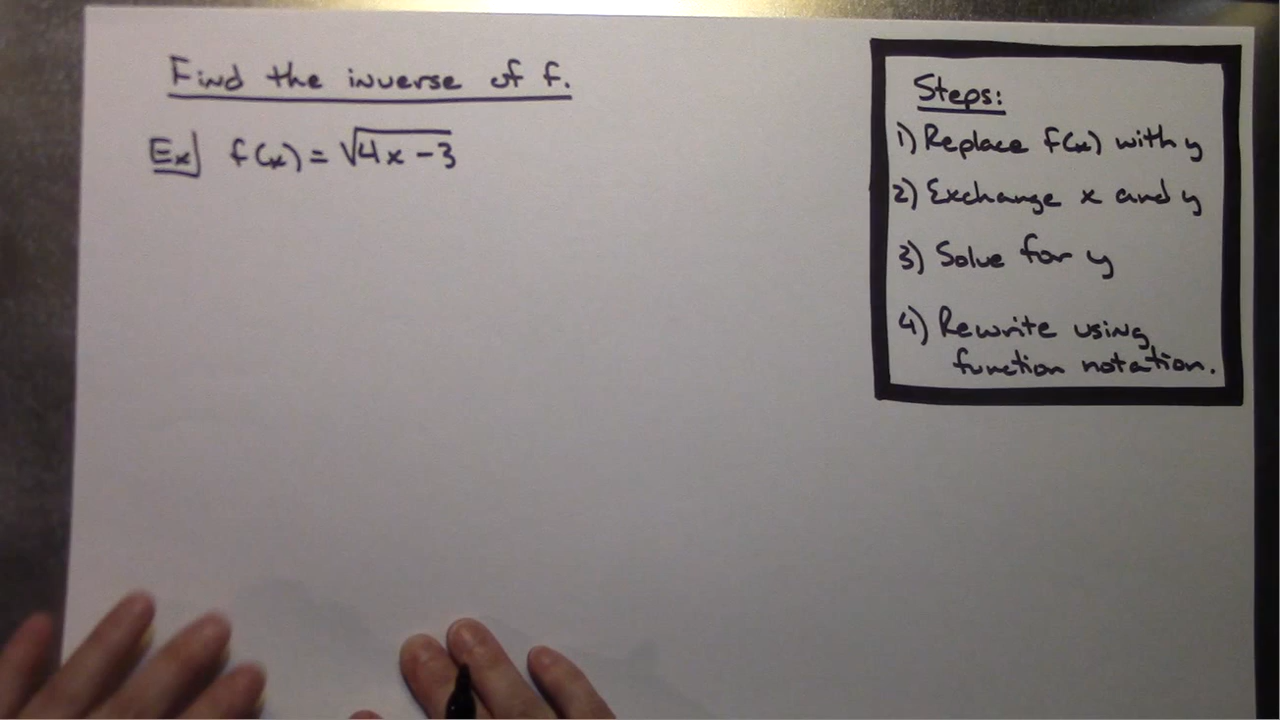 Find the inverse of f.
Ex] f(x) = √4x - 3
Steps:
1) Replace f(x) with y
2) Exchange x and y
3) Solve for y
4) Rewrite using
function notation.